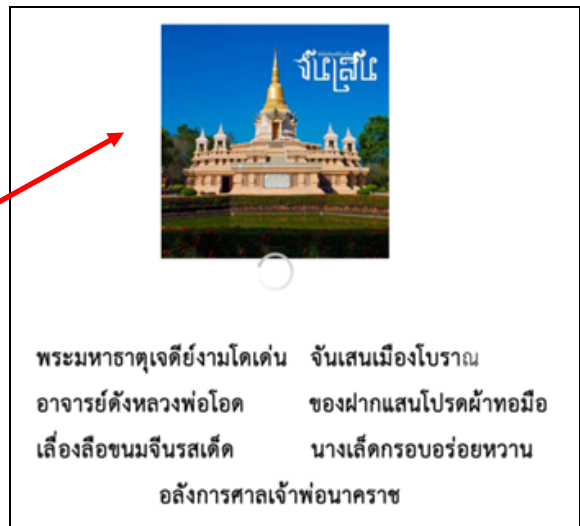 จันเสน
พระมหาธาตุเจดีย์งามโดดเด่น จันเสนเมืองโบราณ
อาจารย์ดังหลวงพ่อโอด ของฝากแสนโปรดผ้าทอมือ
เลื่องลือขนมจีนรสเด็ด นางเล็ดกรอบอร่อยหวาน
อลังการศาลเจ้าพ่อนาคราช